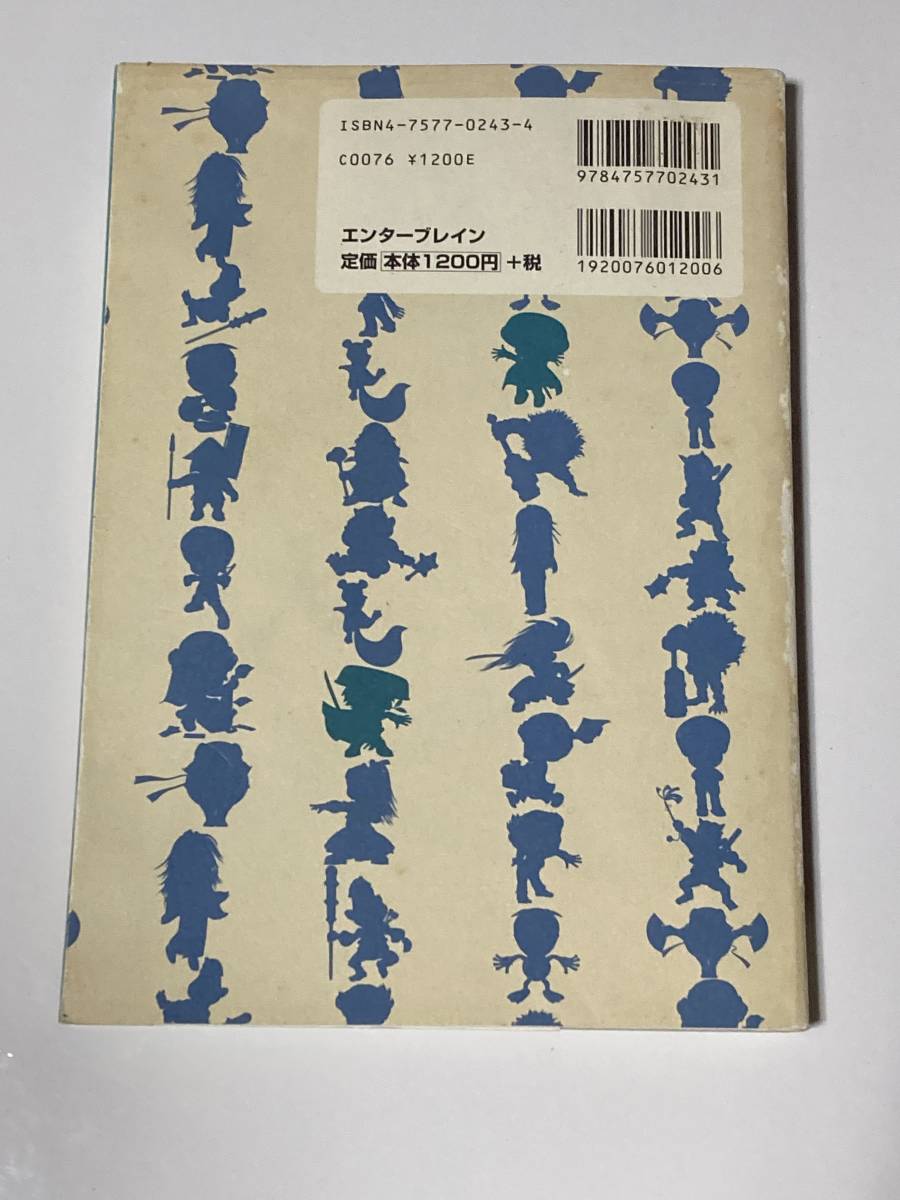 ISBN4-7577-0243-4
C0076 ¥1200E
エンターブレイン
定価 本体1200円 +税
9784757702431
1920076012006